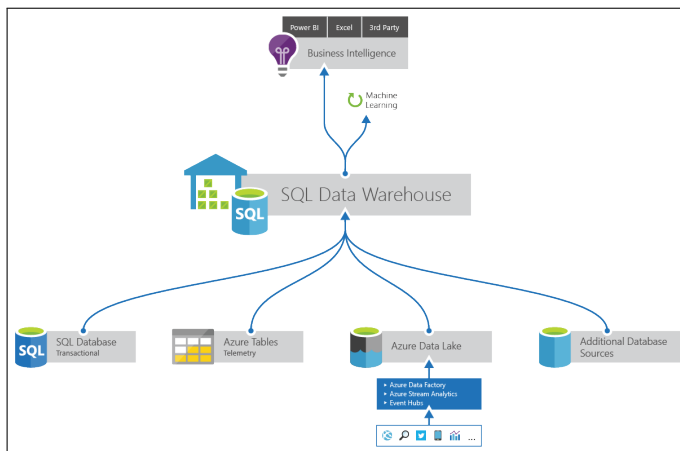 Power BI Excel 3rd Party
Business Intelligence
Machine
Learning
SQL Data Warehouse
SQL
SQL
SQL Database
Transactional
Azure Tables
Telemetry
Azure Data Lake
Additional Database
Sources
▸ Azure Data Factory
▸ Azure Stream Analytics
▸ Event Hubs
...